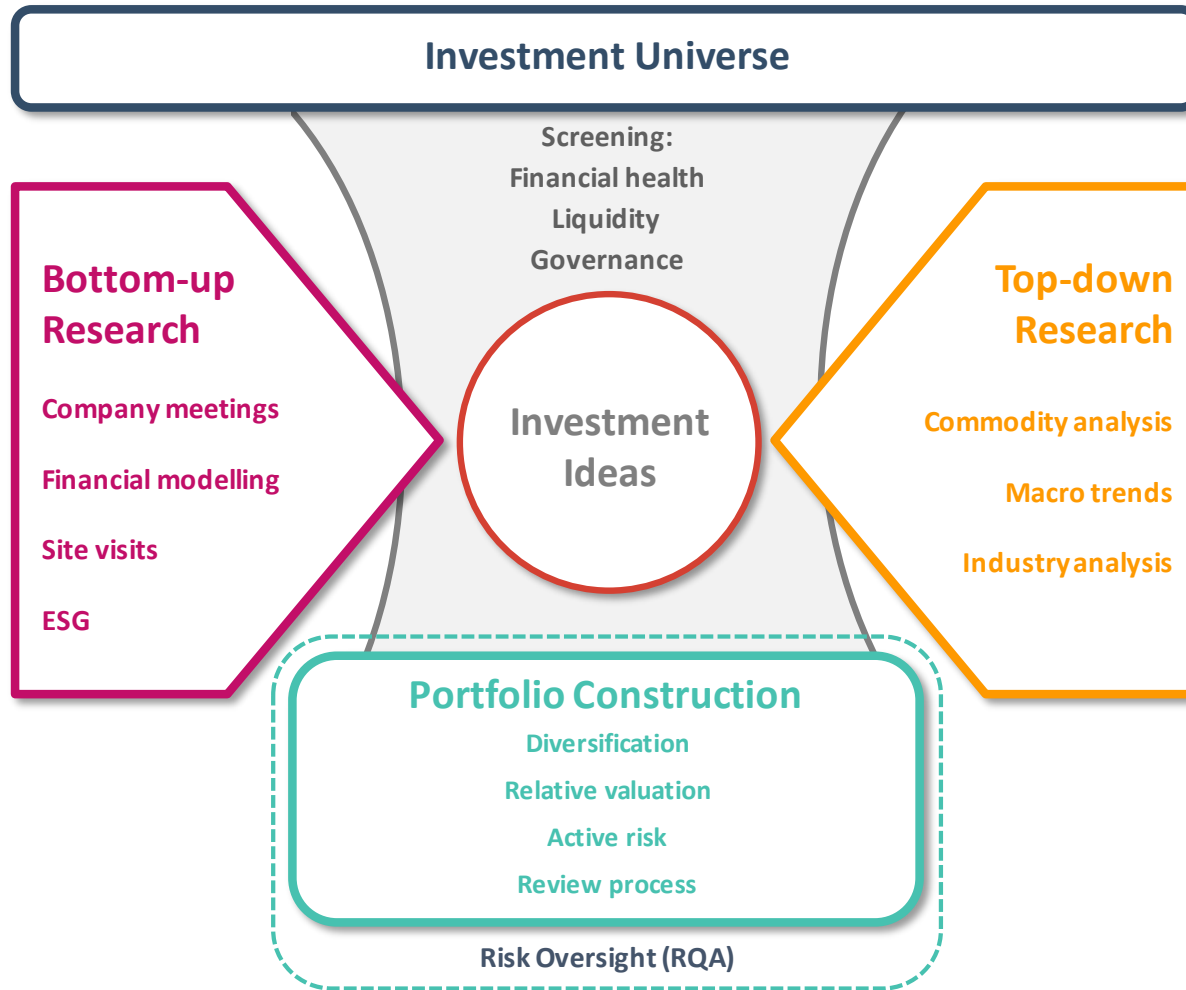 Investment Universe
Screening:
Financial health
Liquidity
Governance
Bottom-up
Research
Company meetings
Financial modelling
Site visits
ESG
Investment
Ideas
Top-down
Research
Commodity analysis
Macro trends
Industry analysis
Portfolio Construction
Diversification
Relative valuation
Active risk
Review process
Risk Oversight (RQA)